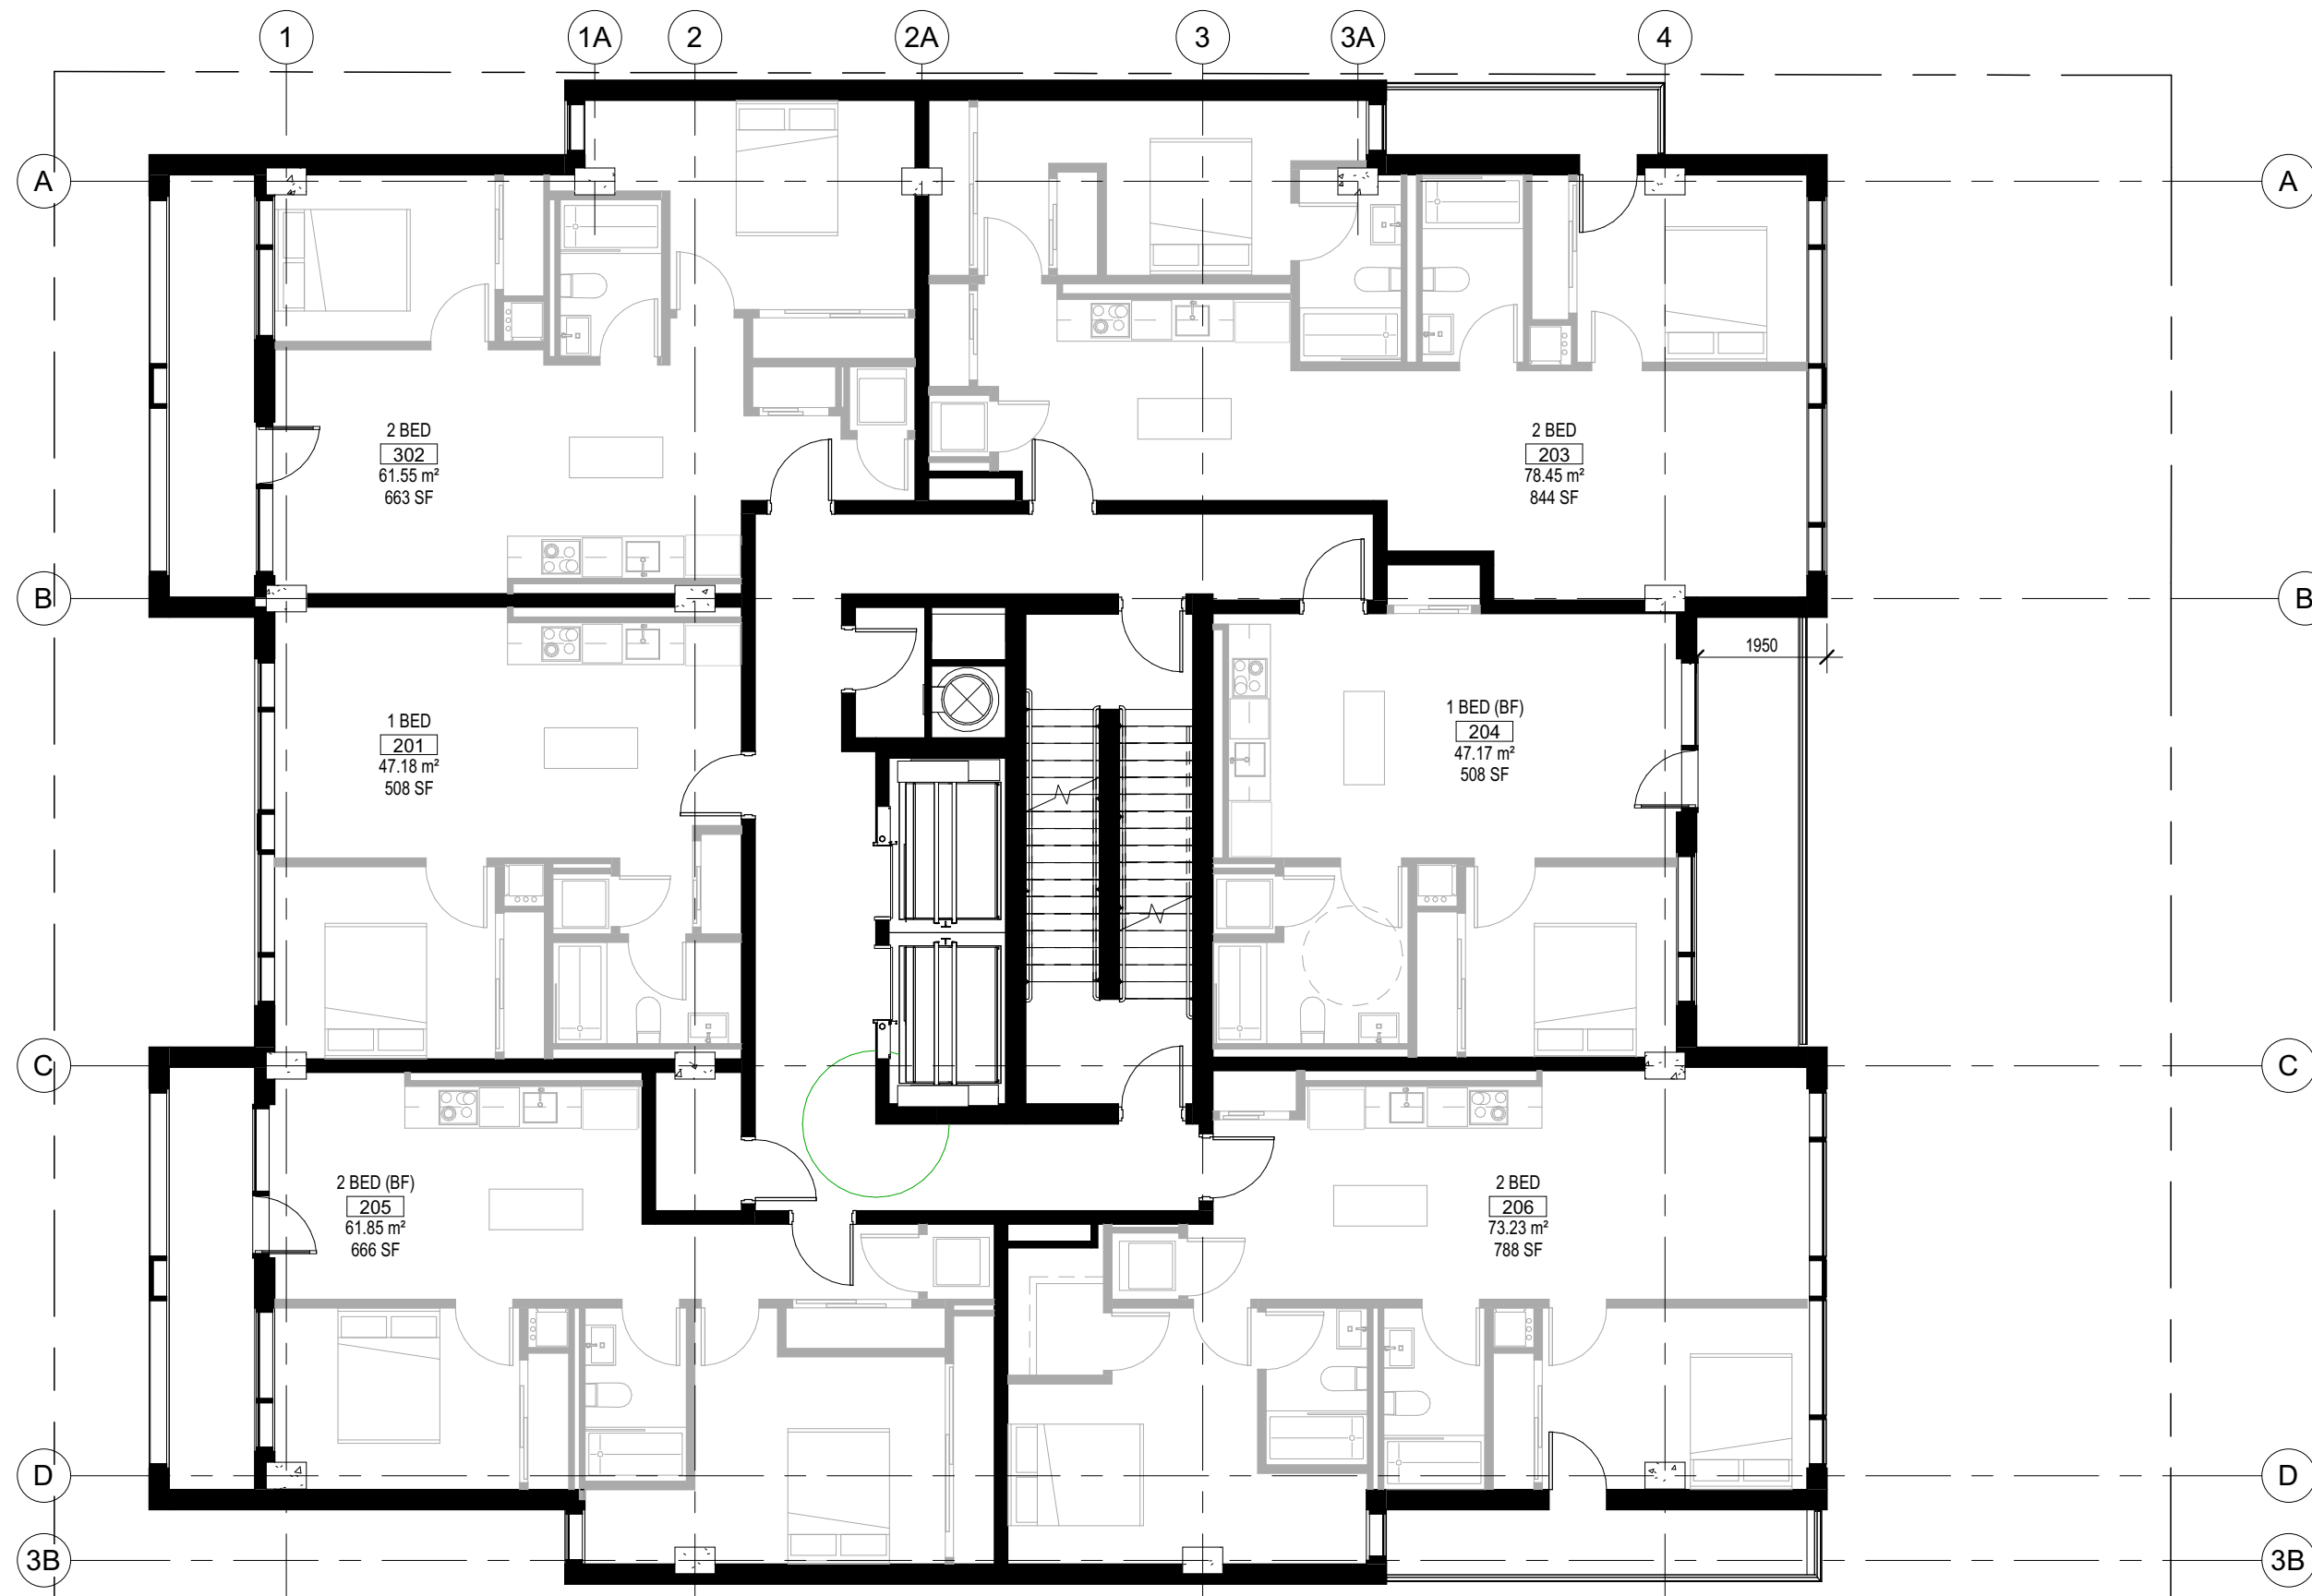 1 1A 2 2A 3 3A 4
A A
2 BED
302
61.55 m²
663 SF
2 BED
203
78.45 m²
844 SF
B B
1950
1 BED
201
47.18 m²
508 SF
1 BED (BF)
204
47.17 m²
508 SF
C C
2 BED (BF)
205
61.85 m²
666 SF
2 BED
206
73.23 m²
788 SF
D D
3B 3B